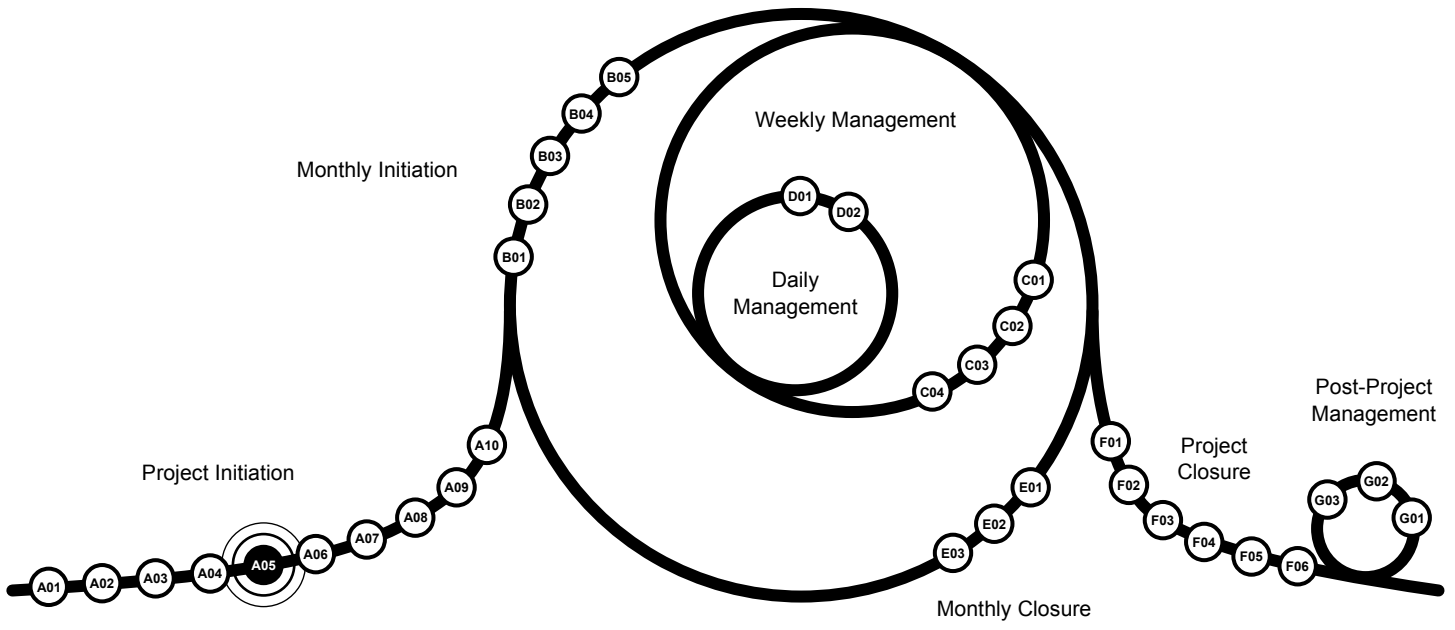 Project Initiation
A01
A02
A03
A04
A05
A06
A07
A08
A09
A10
Monthly Initiation
B01
B02
B03
B04
B05
Weekly Management
C01
C02
C03
C04
Daily
Management
D01
D02
Monthly Closure
E01
E02
E03
Project
Closure
F01
F02
F03
F04
F05
F06
Post-Project
Management
G01
G02
G03